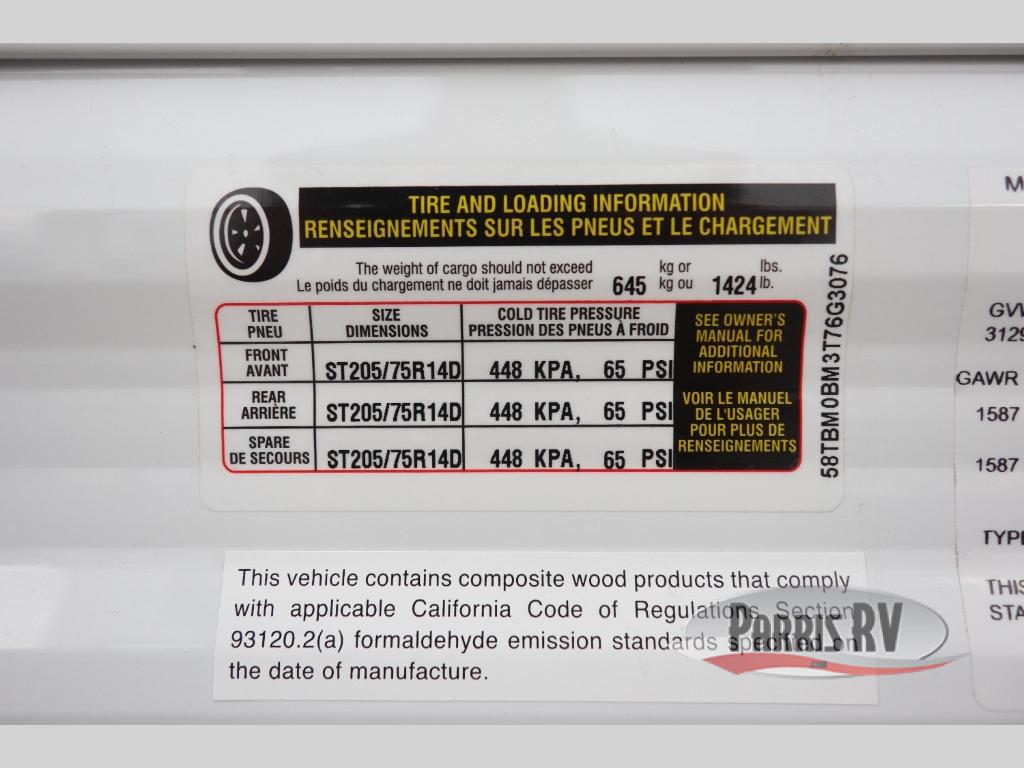 TIRE AND LOADING INFORMATION
RENSEIGNEMENTS SUR LES PNEUS ET LE CHARGEMENT
The weight of cargo should not exceed kg or lbs.
Le poids du chargement ne doit jamais dépasser 645 kg ou 1424 lb.
TIRE PNEU SIZE DIMENSIONS COLD TIRE PRESSURE PRESSION DES PNEUS À FROID
FRONT AVANT ST205/75R14D 448 KPA, 65 PSI
REAR ARRIÈRE ST205/75R14D 448 KPA, 65 PSI
SPARE DE SECOURS ST205/75R14D 448 KPA, 65 PSI
SEE OWNER'S
MANUAL FOR
ADDITIONAL
INFORMATION
VOIR LE MANUEL
DE L'USAGER
POUR PLUS DE
RENSEIGNEMENTS
58TBM0BM3T76G3076
This vehicle contains composite wood products that comply
with applicable California Code of Regulations Section
93120.2(a) formaldehyde emission standards specified on
the date of manufacture.
PARRIS RV
.com
GAWR
1587
1587